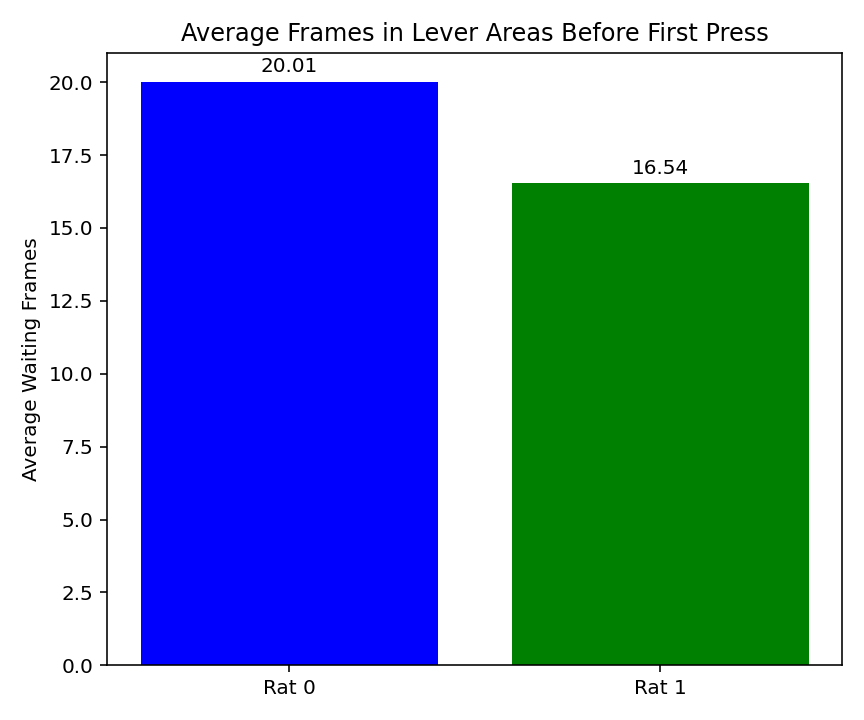 Average Frames in Lever Areas Before First Press
20.01
16.54
20.0
17.5
15.0
12.5
10.0
7.5
5.0
2.5
0.0
Average Waiting Frames
Rat 0
Rat 1